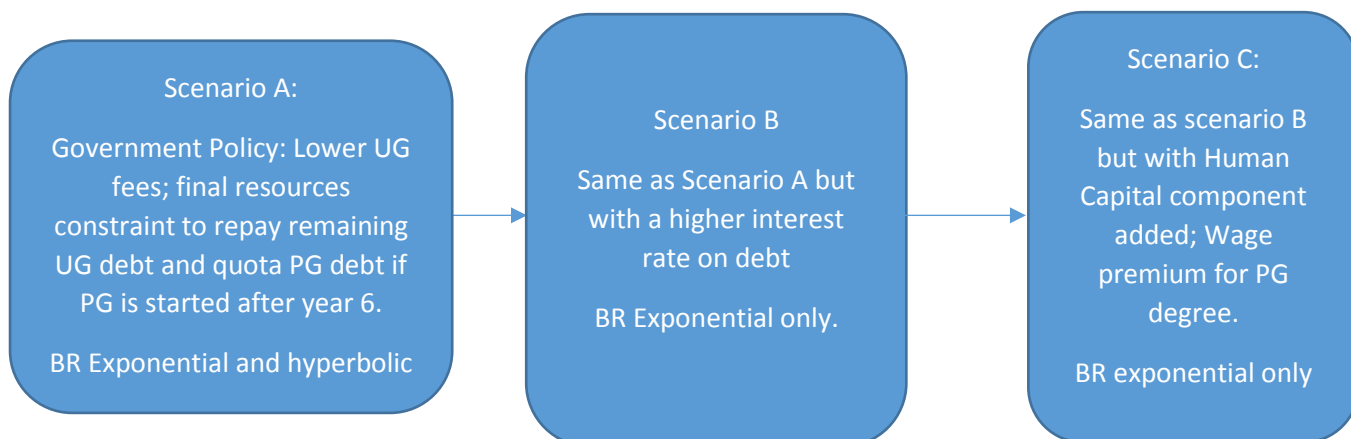 Scenario A:
Government Policy: Lower UG
fees; final resources
constraint to repay remaining
UG debt and quota PG debt if
PG is started after year 6.
BR Exponential and hyperbolic
Scenario B
Same as Scenario A but
with a higher interest
rate on debt
BR Exponential only.
Scenario C:
Same as scenario B
but with Human
Capital component
added; Wage
premium for PG
degree.
BR exponential only